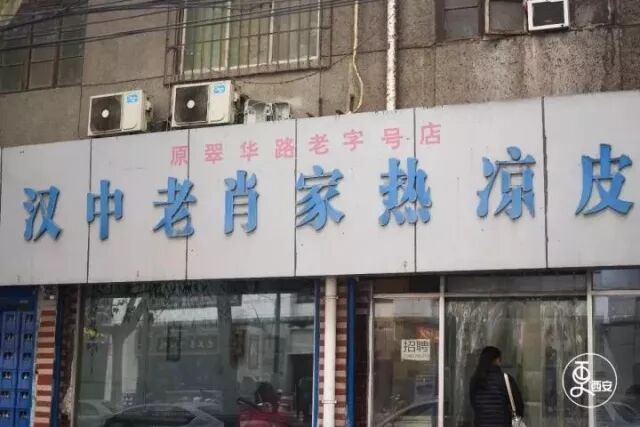 原翠华路老字号店
汉中老肖家热凉皮
招聘
更西安